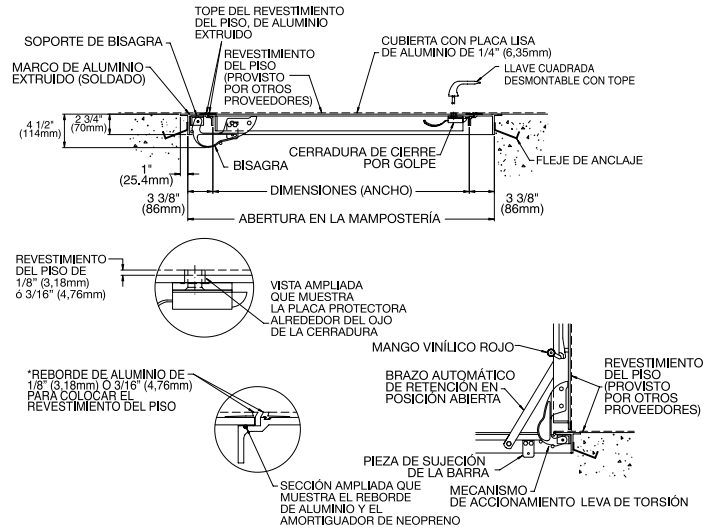 TOPE DEL REVESTIMIENTO
DEL PISO, DE ALUMINIO
EXTRUIDO
SOPORTE DE BISAGRA
MARCO DE ALUMINIO
EXTRUIDO (SOLDADO)
REVESTIMIENTO
DEL PISO
(PROVISTO
POR OTROS
PROVEEDORES)
CUBIERTA CON PLACA LISA
DE ALUMINIO DE 1/4" (6,35mm)
LLAVE CUADRADA
DESMONTABLE CON TOPE
4 1/2"
(114mm)
2 3/4"
(70mm)
BISAGRA
CERRADURA DE CIERRE
POR GOLPE
FLEJE DE ANCLAJE
1"
(25.4mm)
3 3/8"
(86mm)
DIMENSIONES (ANCHO)
3 3/8"
(86mm)
ABERTURA EN LA MAMPOSTERÍA
REVESTIMIENTO
DEL PISO DE
1/8" (3,18mm)
ó 3/16" (4,76mm)
VISTA AMPLIADA
QUE MUESTRA
LA PLACA PROTECTORA
ALREDEDOR DEL OJO
DE LA CERRADURA
*REBORDE DE ALUMINIO DE
1/8" (3,18mm) O 3/16" (4,76mm)
PARA COLOCAR EL
REVESTIMIENTO DEL PISO
SECCIÓN AMPLIADA QUE
MUESTRA EL REBORDE
DE ALUMINIO Y EL
AMORTIGUADOR DE NEOPRENO
MANGO VINÍLICO ROJO
BRAZO AUTOMÁTICO
DE RETENCIÓN EN
POSICIÓN ABIERTA
REVESTIMIENTO
DEL PISO
(PROVISTO
POR OTROS
PROVEEDORES)
PIEZA DE SUJECIÓN
DE LA BARRA
MECANISMO
DE ACCIONAMIENTO LEVA DE TORSIÓN